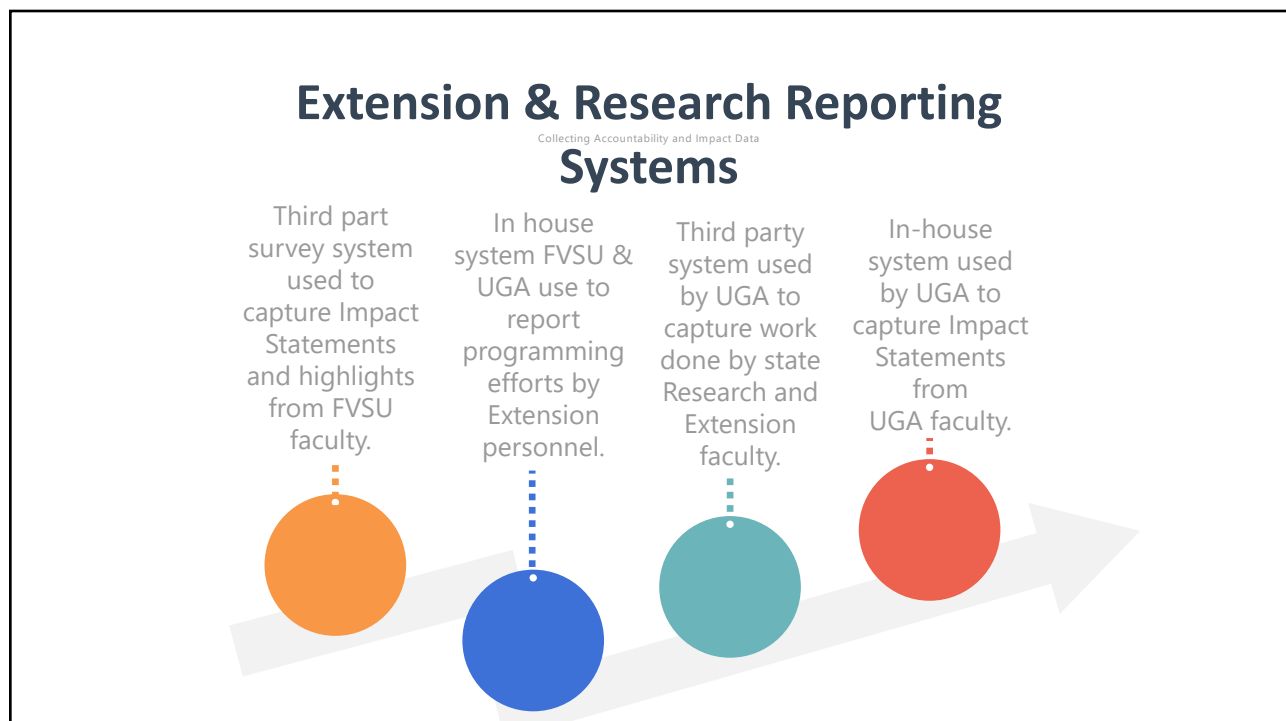 Extension & Research Reporting
Collecting Accountability and Impact Data
Systems
Third part
survey system
used to
capture Impact
Statements
and highlights
from FVSU
faculty.
In house
system FVSU &
UGA use to
report
programming
efforts by
Extension
personnel.
Third party
system used
by UGA to
capture work
done by state
Research and
Extension
faculty.
In-house
system used
by UGA to
capture Impact
Statements
from
UGA faculty.